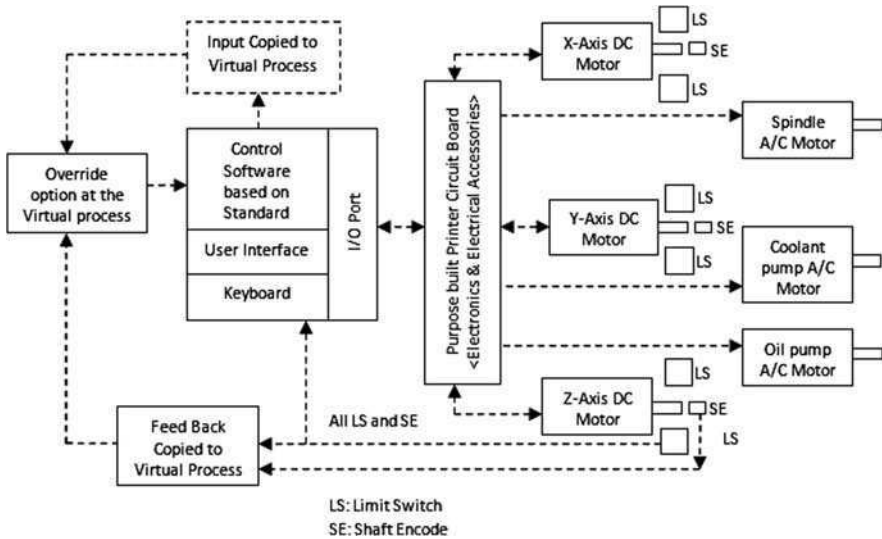 Input Copied to
Virtual Process
Override
option at the
Virtual process
Control
Software
based on
Standard
User Interface
Keyboard
I/O Port
Purpose built Printer Circuit Board
<Electronics & Electrical Accessories>
LS
X-Axis DC
Motor
SE
LS
Spindle
A/C Motor
LS
Y-Axis DC
Motor
SE
LS
Coolant
pump A/C
Motor
Oil pump
A/C Motor
LS
Z-Axis DC
Motor
SE
LS
All LS and SE
Feed Back
Copied to
Virtual Process
LS: Limit Switch
SE: Shaft Encode